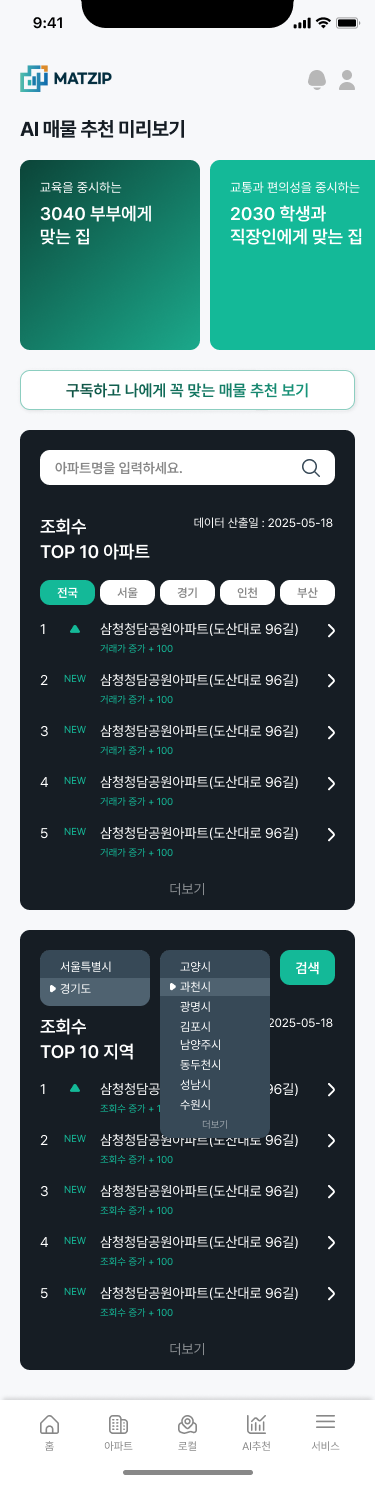 9:41
MATZIP
AI 매물 추천 미리보기
교육을 중시하는
3040 부부에게
맞는 집
교통과 편의성을 중시하는
2030 학생과
직장인에게 맞는 집
구독하고 나에게 꼭 맞는 매물 추천 보기
아파트명을 입력하세요.
조회수
TOP 10 아파트
데이터 산출일 : 2025-05-18
전국 서울 경기 인천 부산
1 삼청청담공원아파트(도산대로 96길)
거래가 증가 + 100
2 NEW 삼청청담공원아파트(도산대로 96길)
거래가 증가 + 100
3 NEW 삼청청담공원아파트(도산대로 96길)
거래가 증가 + 100
4 NEW 삼청청담공원아파트(도산대로 96길)
거래가 증가 + 100
5 NEW 삼청청담공원아파트(도산대로 96길)
거래가 증가 + 100
더보기
서울특별시
경기도
고양시
과천시
광명시
김포시
남양주시
동두천시
성남시
수원시
더보기
검색
조회수
TOP 10 지역
2025-05-18
1 삼청청담공 96길)
조회수 증가 + 1
2 NEW 삼청청담공원아파트(도산대로 96길)
조회수 증가 + 100
3 NEW 삼청청담공원아파트(도산대로 96길)
조회수 증가 + 100
4 NEW 삼청청담공원아파트(도산대로 96길)
조회수 증가 + 100
5 NEW 삼청청담공원아파트(도산대로 96길)
조회수 증가 + 100
더보기
홈 아파트 로컬 AI추천 서비스